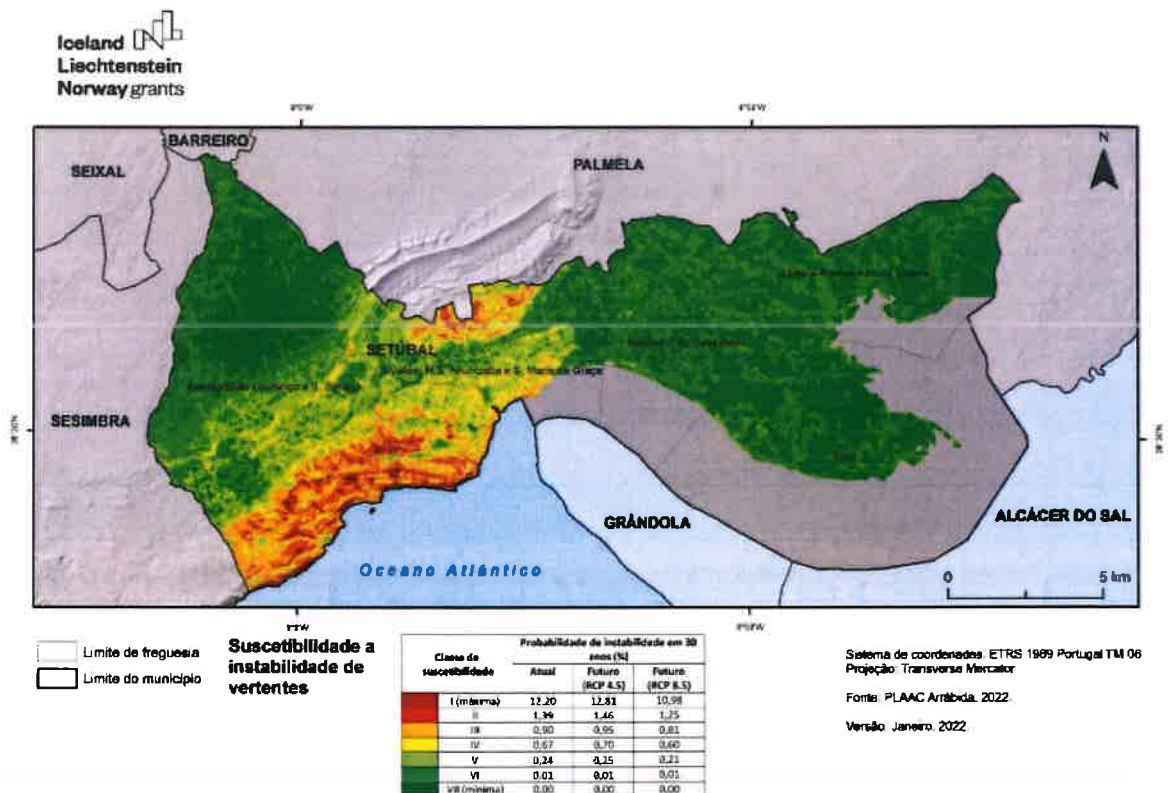 Iceland
Liechtenstein
Norway grants
BARREIRO
SEIXAL
PALMELA
N
SETÚBAL
SESIMBRA
GRÂNDOLA
ALCÁCER DO SAL
Oceano Atlântico
0 5 km
Limite de freguesia
Limite do município
Suscetibilidade a
instabilidade de
vertentes
Classe de
suscetibilidade
Probabilidade de instabilidade em 30
anos (%)
Atual Futuro (RCP 4.5) Futuro (RCP 8.5)
I (máxima) 12,20 12,81 10,98
II 1,39 1,46 1,25
III 0,90 0,95 0,81
IV 0,67 0,70 0,60
V 0,24 0,25 0,21
VI 0,01 0,01 0,01
VII (mínima) 0,00 0,00 0,00
Sistema de coordenadas: ETRS 1989 Portugal TM 06
Projeção: Transverse Mercator
Fonte: PLAAC Arrábida, 2022.
Versão: Janeiro, 2022